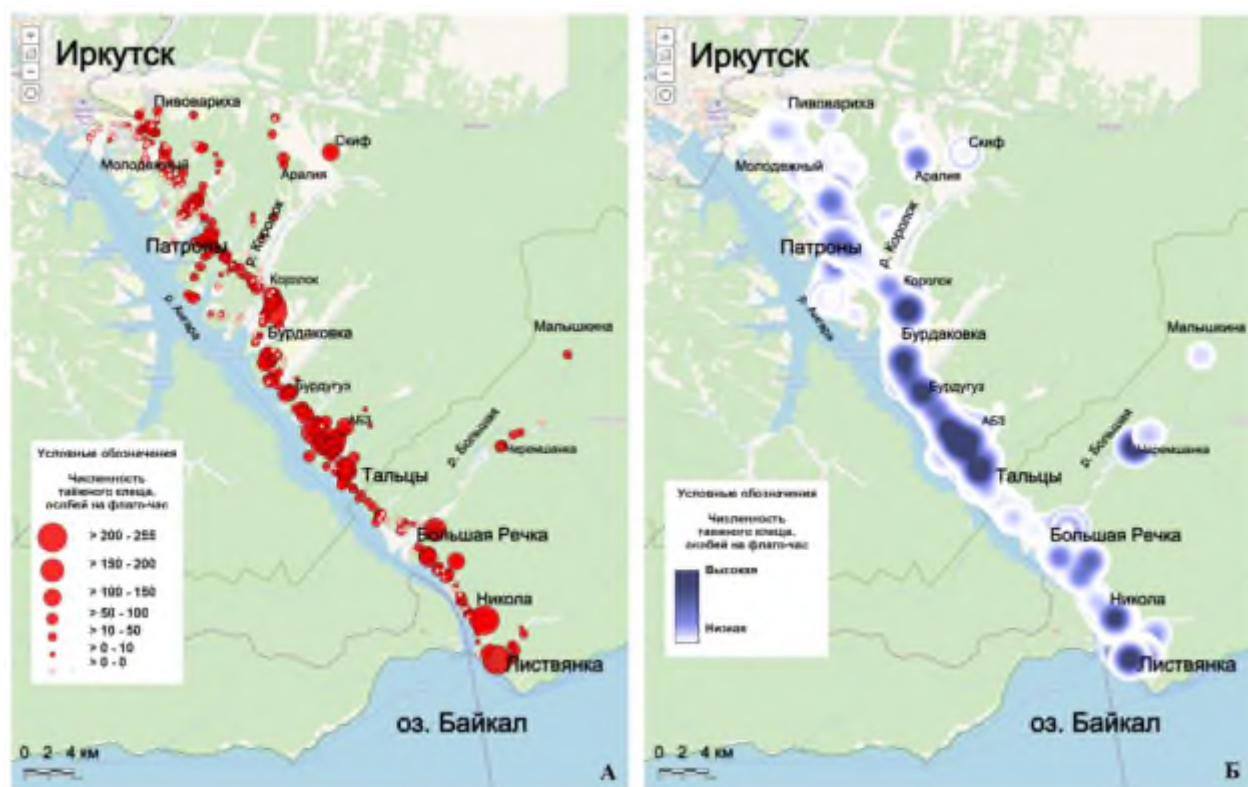 Иркутск
Пивовариха
Скиф
Молодежный
Аралия
р. Королок
Патроны
Королок
р. Ангара
Бурдаковка
Малышкина
Бурдугуз
АБЗ
р. Большая
Черемшанка
Тальцы
Большая Речка
Никола
Листвянка
оз. Байкал
Условные обозначения
Численность
таежного клеща,
особей на флаго-час
> 200 - 255
> 150 - 200
> 100 - 150
> 50 - 100
> 10 - 50
> 0 - 10
> 0 - 0
0 2 4 км
А
Иркутск
Пивовариха
Скиф
Молодежный
Аралия
р. Королок
Патроны
Королок
р. Ангара
Бурдаковка
Малышкина
Бурдугуз
АБЗ
р. Большая
Черемшанка
Тальцы
Большая Речка
Никола
Листвянка
оз. Байкал
Условные обозначения
Численность
таежного клеща,
особей на флаго-час
Высокая
Низкая
0 2 4 км
Б